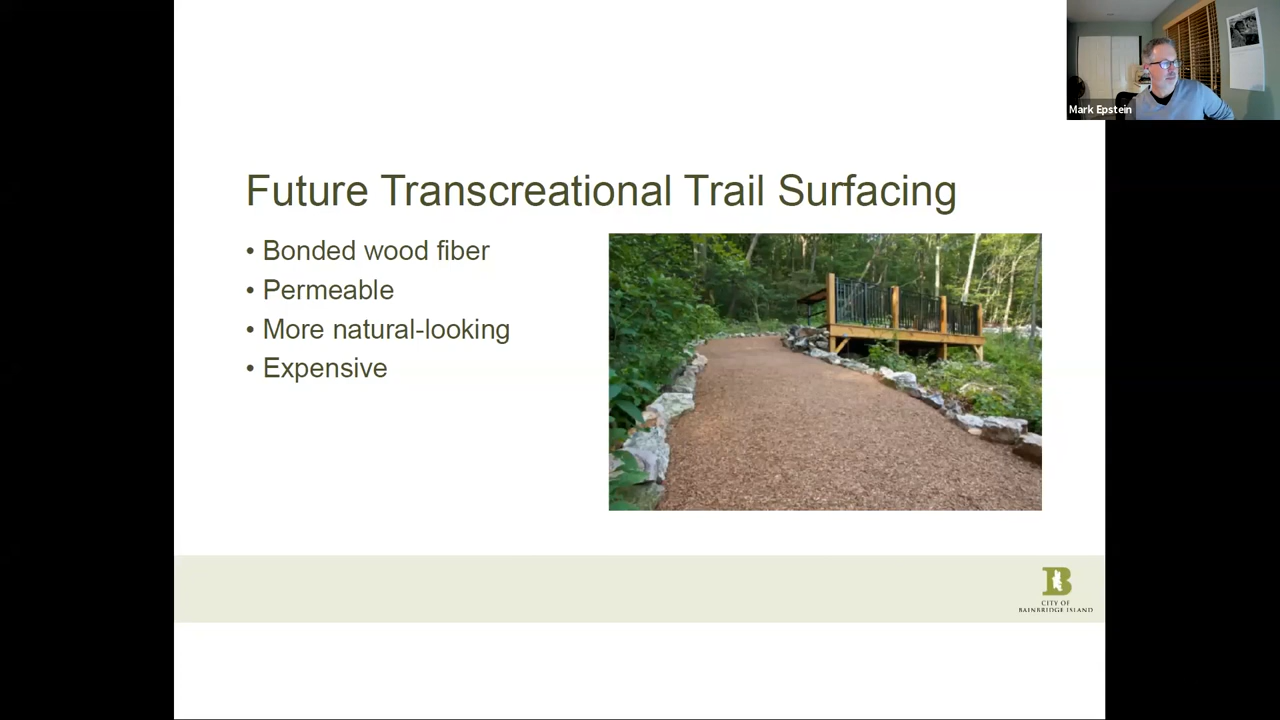 Mark Epstein
Future Transcreational Trail Surfacing
• Bonded wood fiber
• Permeable
• More natural-looking
• Expensive
B
CITY OF
BAINBRIDGE ISLAND